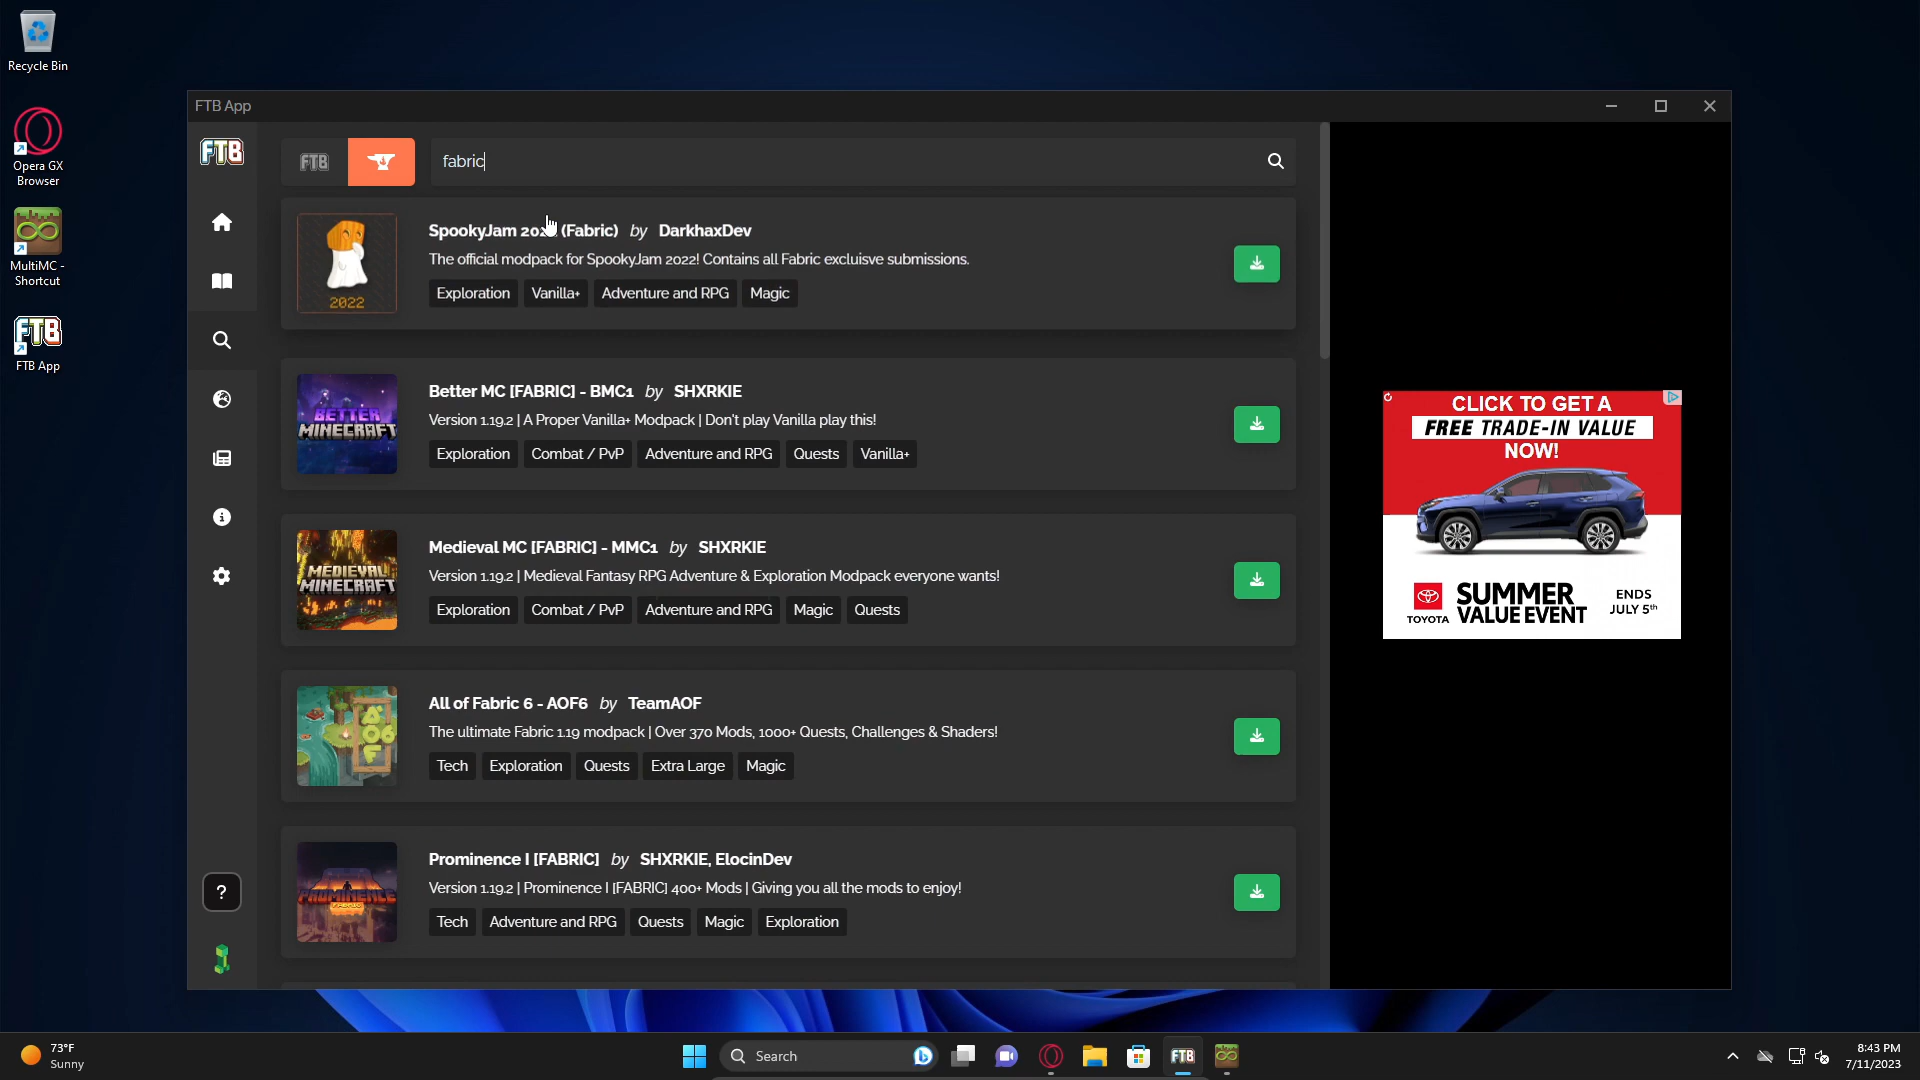 Recycle Bin
Opera GX
Browser
MultiMC -
Shortcut
FTB
FTB App
FTB App
FTB
FTB
fabric
2022
SpookyJam 202 (Fabric) by DarkhaxDev
The official modpack for SpookyJam 2022! Contains all Fabric excluisve submissions.
Exploration Vanilla+ Adventure and RPG Magic
BETTER
MINECRAFT
Better MC [FABRIC] - BMC1 by SHXRKIE
Version 1.19.2 | A Proper Vanilla+ Modpack | Don't play Vanilla play this!
Exploration Combat / PvP Adventure and RPG Quests Vanilla+
MEDIEVAL
MINECRAFT
Medieval MC [FABRIC] - MMC1 by SHXRKIE
Version 1.19.2 | Medieval Fantasy RPG Adventure & Exploration Modpack everyone wants!
Exploration Combat / PvP Adventure and RPG Magic Quests
AO6
F
All of Fabric 6 - AOF6 by TeamAOF
The ultimate Fabric 1.19 modpack | Over 370 Mods, 1000+ Quests, Challenges & Shaders!
Tech Exploration Quests Extra Large Magic
PROMINENCE
FABRIC
Prominence I [FABRIC] by SHXRKIE, ElocinDev
Version 1.19.2 | Prominence I [FABRIC] 400+ Mods | Giving you all the mods to enjoy!
Tech Adventure and RPG Quests Magic Exploration
?
CLICK TO GET A
FREE TRADE-IN VALUE
NOW!
TOYOTA
SUMMER
VALUE EVENT
ENDS
JULY 5th
73°F
Sunny
Search
FTB
8:43 PM
7/11/2023